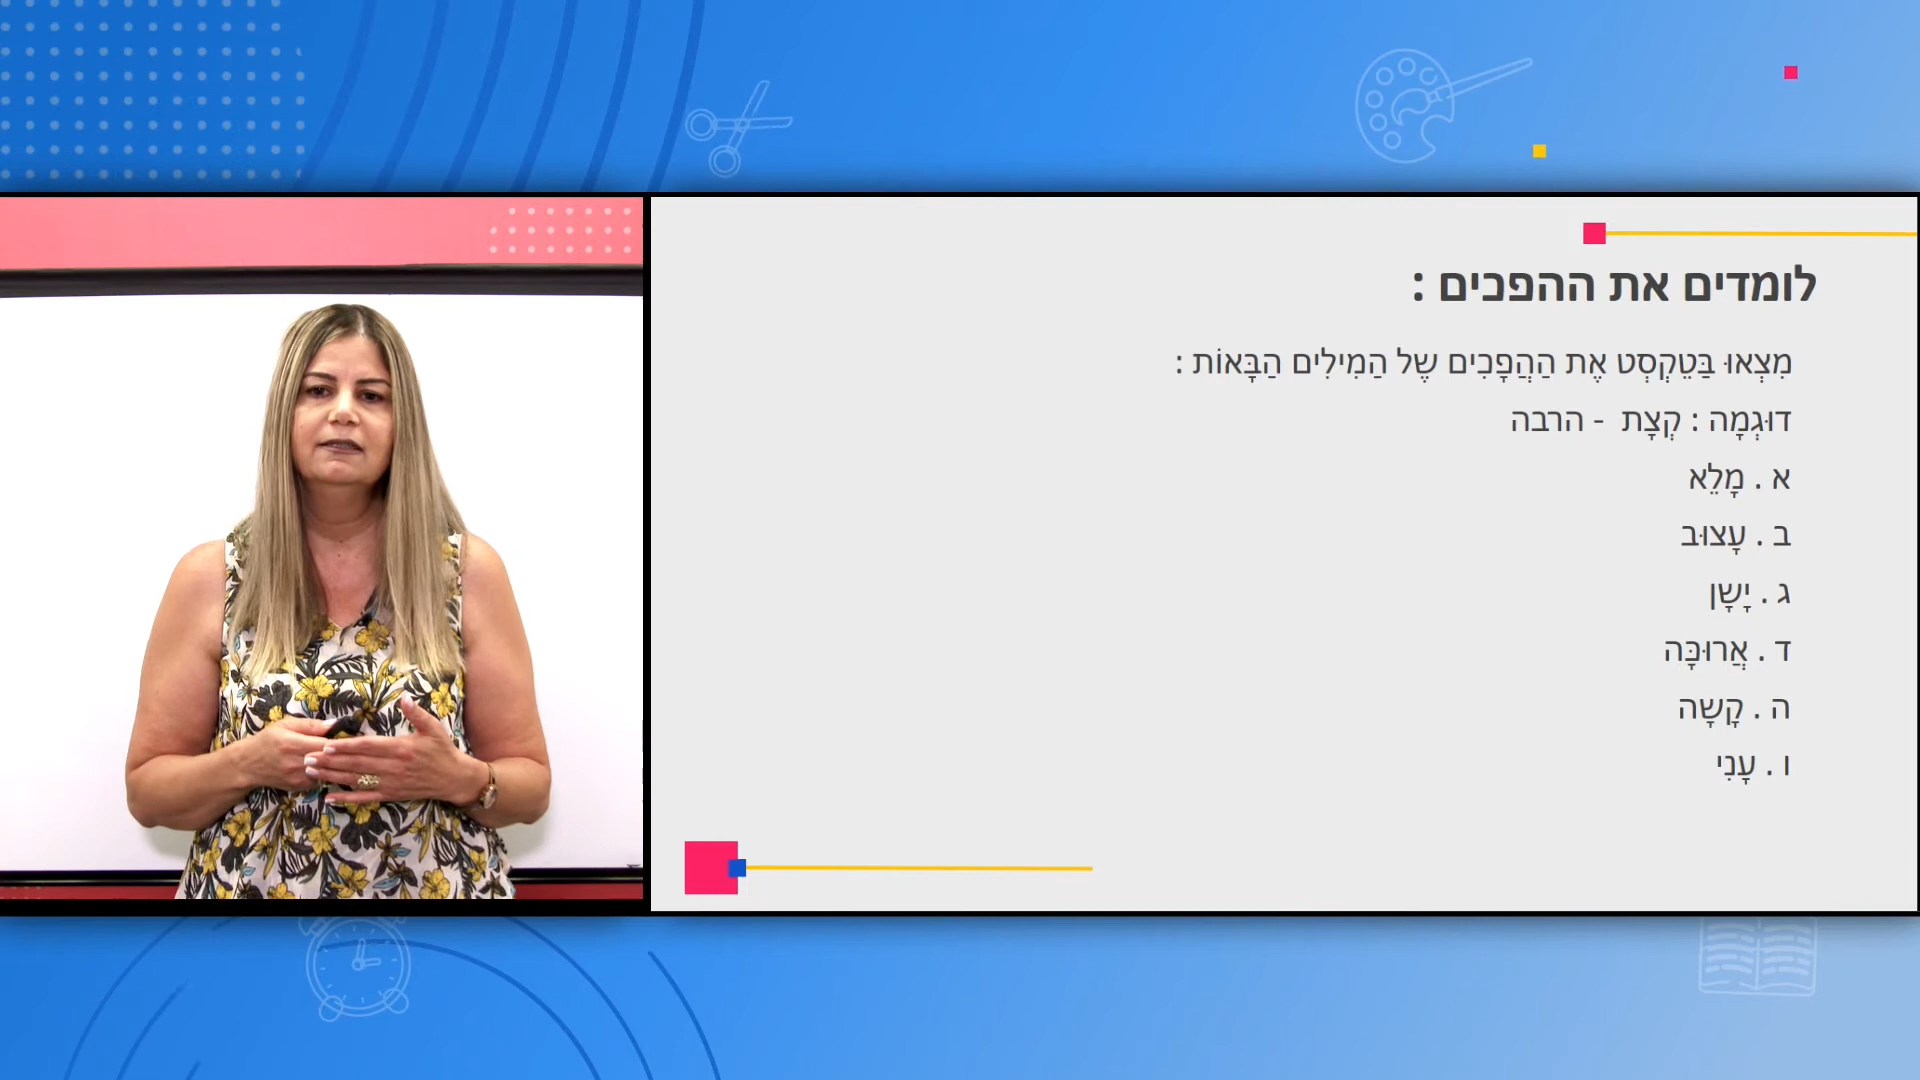 לומדים את ההפכים :
מִצְאוּ בַּטֵקְסְט אֶת הַהֲפָכִים שֶל הַמִילִים הַבָּאוֹת :
דוּגְמָה : קְצָת - הרבה
א . מָלֵא
ב . עָצוּב
ג . יָשָן
ד . אֲרוּכָּה
ה . קָשָה
ו . עָנִי